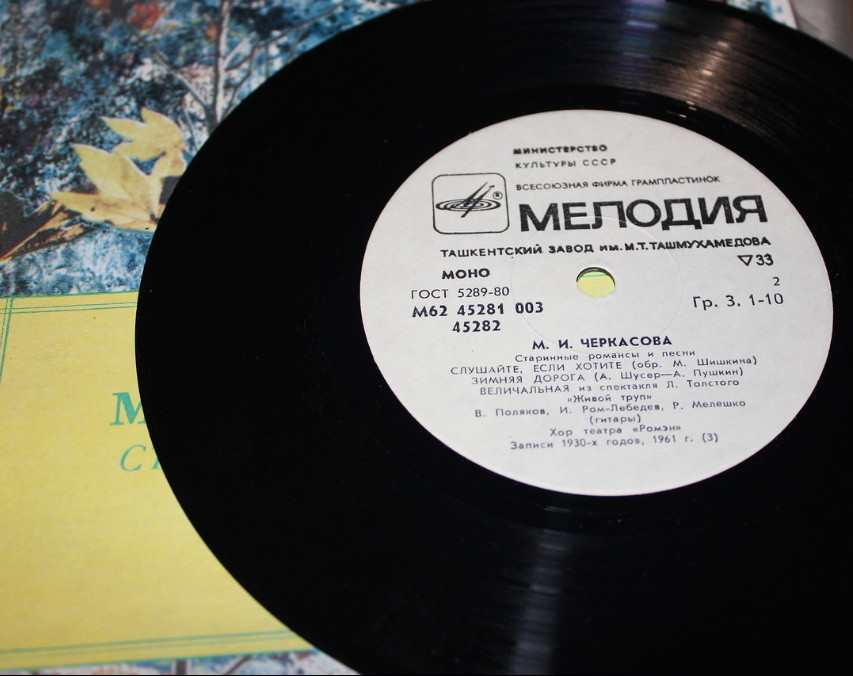 МИНИСТЕРСТВО
КУЛЬТУРЫ СССР
ВСЕСОЮЗНАЯ ФИРМА ГРАМПЛАСТИНОК
®
МЕЛОДИЯ
ТАШКЕНТСКИЙ ЗАВОД ИМ. М.Т. ТАШМУХАМЕДОВА
МОНО
▽33
ГОСТ 5289-80
2
М62 45281 003
Гр. 3. 1-10
45282
М. И. ЧЕРКАСОВА
Старинные романсы и песни
СЛУШАЙТЕ, ЕСЛИ ХОТИТЕ (обр. М. Шишкина)
ЗИМНЯЯ ДОРОГА (А. Шусер—А. Пушкин)
ВЕЛИЧАЛЬНАЯ из спектакля Л. Толстого
«Живой труп»
В. Поляков, И. Ром-Лебедев, Р. Мелешко
(гитары)
Хор театра «Ромэн»
Записи 1930-х годов, 1961 г. (3)
М